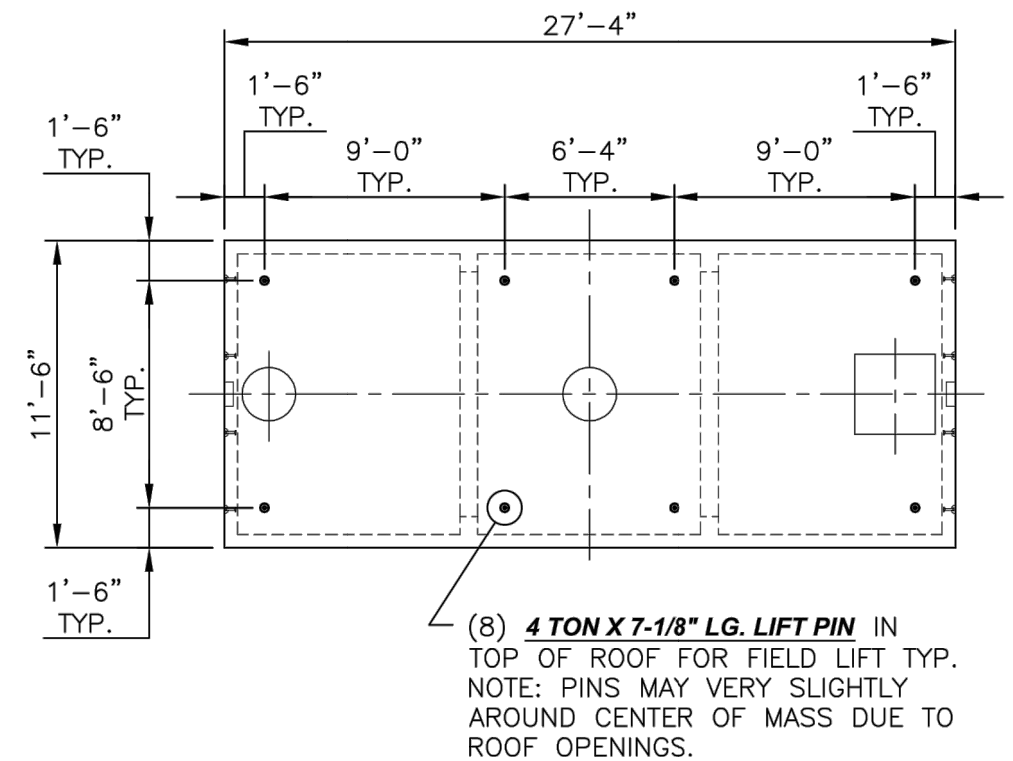 27'-4"
1'-6"
TYP.
1'-6"
TYP.
1'-6"
TYP.
9'-0"
TYP.
6'-4"
TYP.
9'-0"
TYP.
11'-6"
8'-6"
TYP.
1'-6"
TYP.
(8) 4 TON X 7-1/8" LG. LIFT PIN IN
TOP OF ROOF FOR FIELD LIFT TYP.
NOTE: PINS MAY VERY SLIGHTLY
AROUND CENTER OF MASS DUE TO
ROOF OPENINGS.